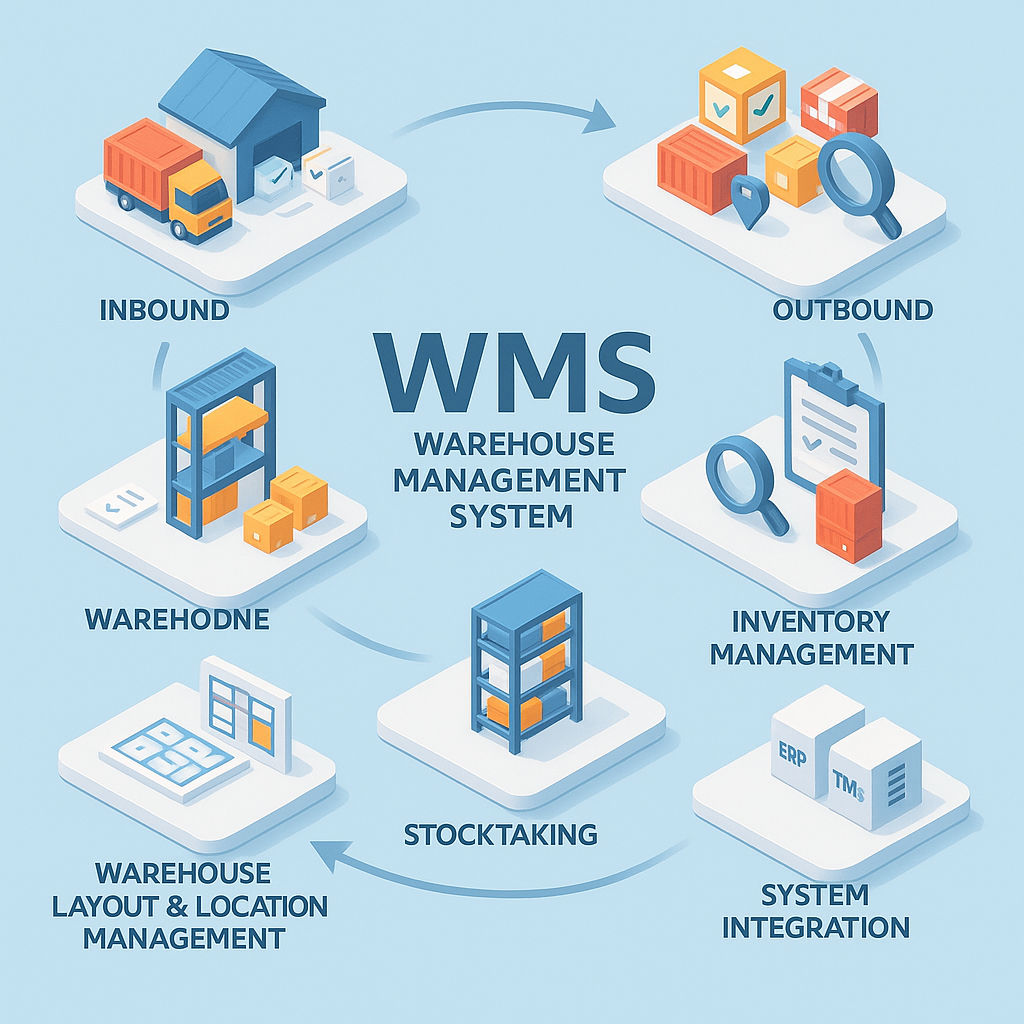 INBOUND
OUTBOUND
WMS
WAREHOUSE
MANAGEMENT
SYSTEM
WAREHODNE
INVENTORY
MANAGEMENT
ERP
TMs
STOCKTAKING
WAREHOUSE
LAYOUT & LOCATION
MANAGEMENT
SYSTEM
INTEGRATION